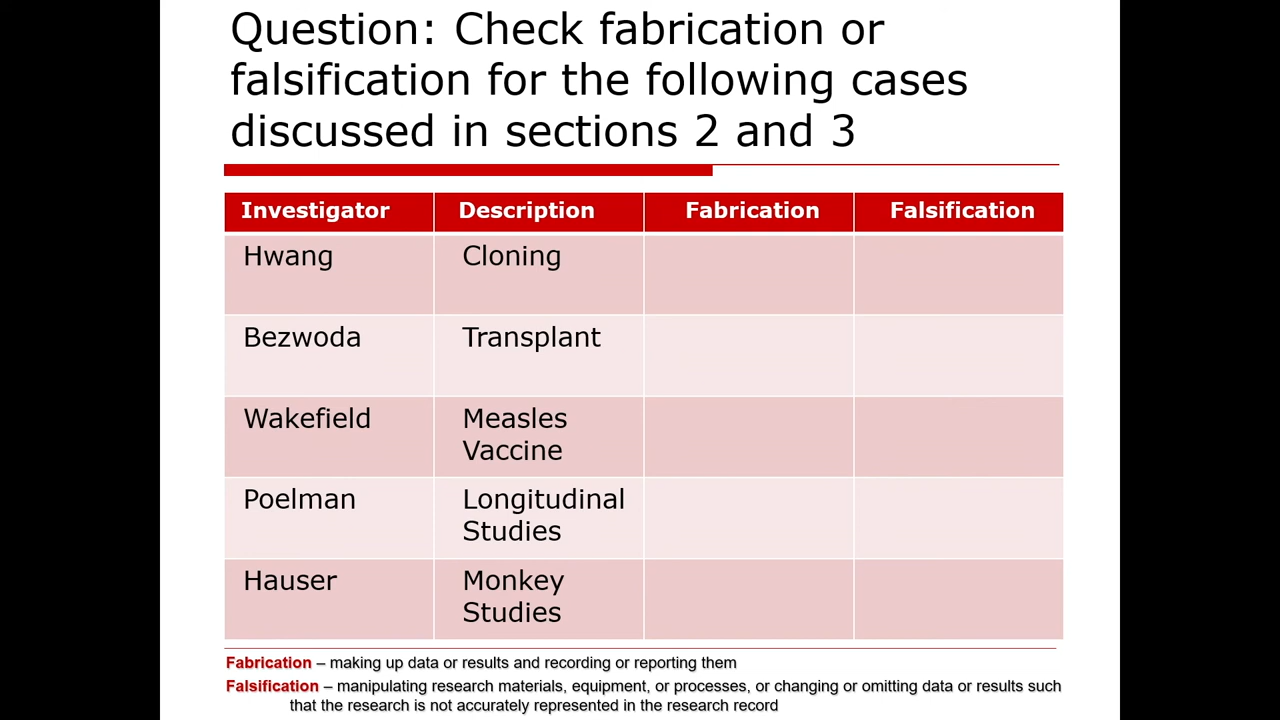 Question: Check fabrication or
falsification for the following cases
discussed in sections 2 and 3
Investigator Description Fabrication Falsification
Hwang Cloning
Bezwoda Transplant
Wakefield Measles
Vaccine
Poelman Longitudinal
Studies
Hauser Monkey
Studies
Fabrication – making up data or results and recording or reporting them
Falsification – manipulating research materials, equipment, or processes, or changing or omitting data or results such
that the research is not accurately represented in the research record